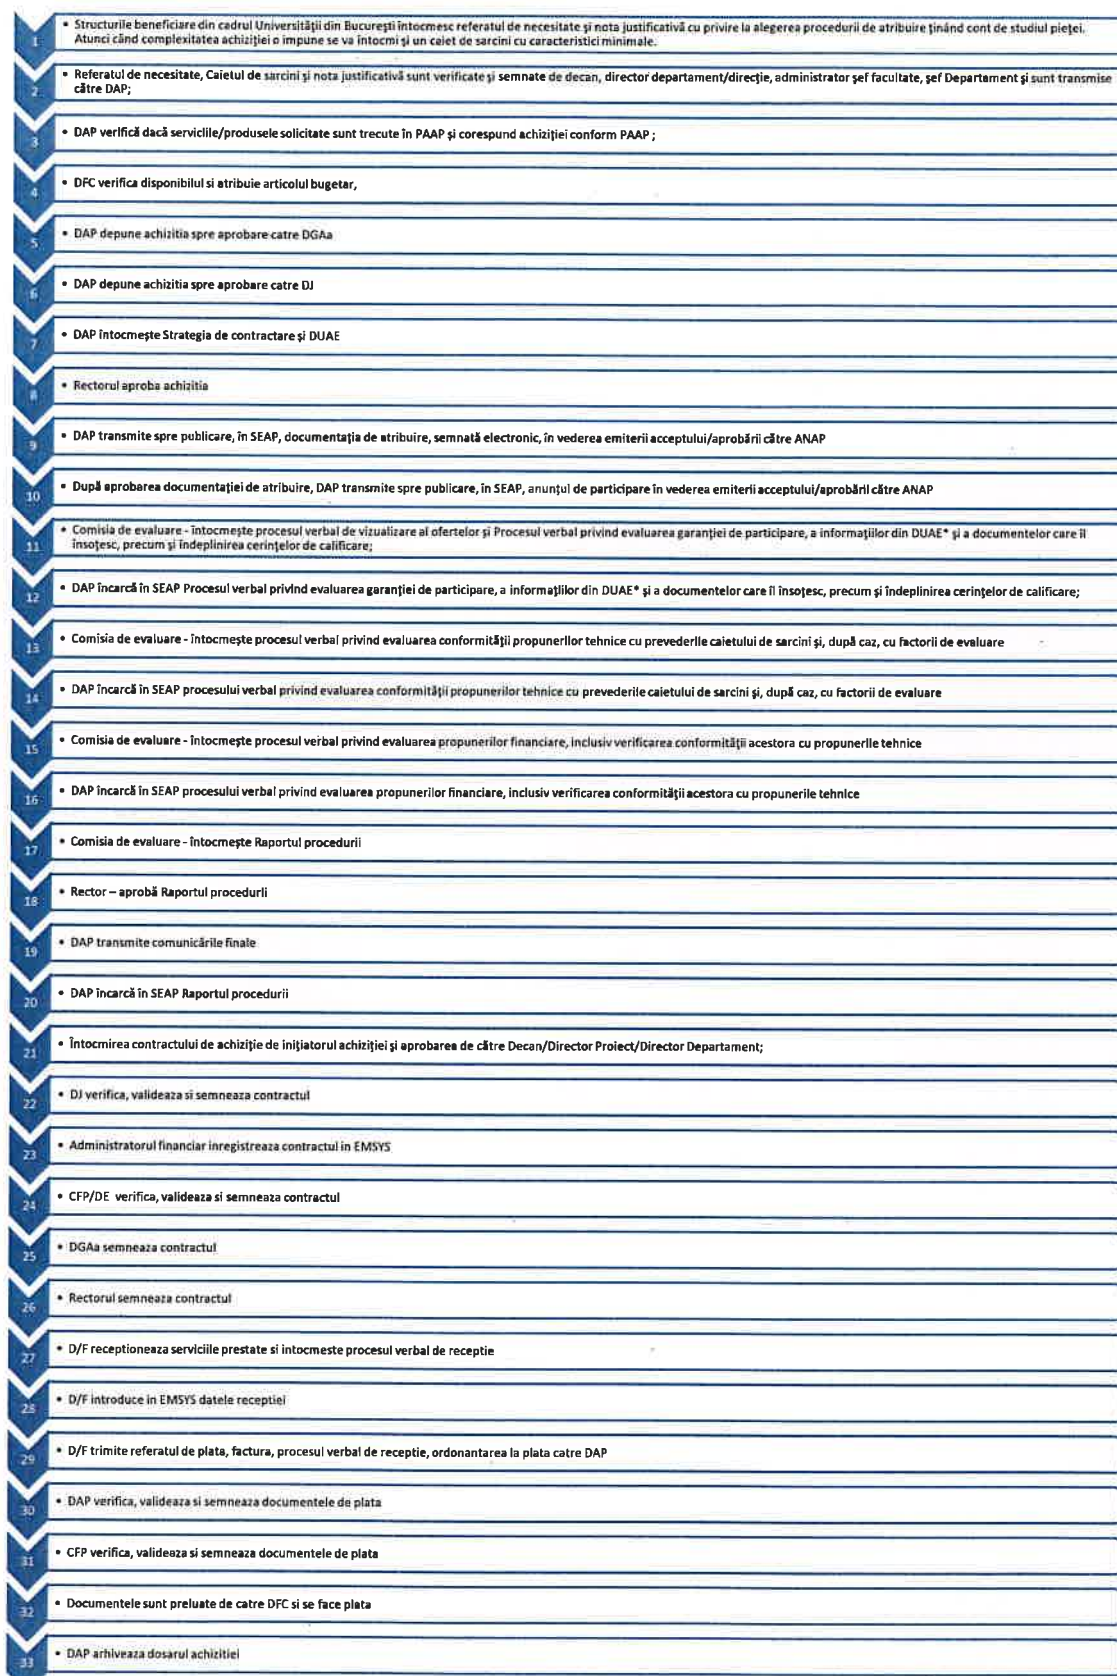 1
• Structurile beneficiare din cadrul Universității din București întocmesc referatul de necesitate și nota justificativă cu privire la alegerea procedurii de atribuire ținând cont de studiul pieței.
Atunci când complexitatea achiziției o impune se va întocmi și un caiet de sarcini cu caracteristici minimale.
2
• Referatul de necesitate, Caietul de sarcini și nota justificativă sunt verificate și semnate de decan, director departament/direcție, administrator șef facultate, șef Departament și sunt transmise
către DAP;
3
• DAP verifică dacă serviciile/produsele solicitate sunt trecute în PAAP și corespund achiziției conform PAAP ;
4
• DFC verifica disponibilul si atribuie articolul bugetar,
5
• DAP depune achizitia spre aprobare catre DGAa
6
• DAP depune achizitia spre aprobare catre DJ
7
• DAP întocmește Strategia de contractare și DUAE
8
• Rectorul aproba achizitia
9
• DAP transmite spre publicare, în SEAP, documentația de atribuire, semnată electronic, în vederea emiterii acceptului/aprobării către ANAP
10
• După aprobarea documentației de atribuire, DAP transmite spre publicare, în SEAP, anunțul de participare în vederea emiterii acceptului/aprobării către ANAP
11
• Comisia de evaluare - întocmește procesul verbal de vizualizare al ofertelor și Procesul verbal privind evaluarea garanției de participare, a informațiilor din DUAE* și a documentelor care îl
însoțesc, precum și îndeplinirea cerințelor de calificare;
12
• DAP încarcă în SEAP Procesul verbal privind evaluarea garanției de participare, a informațiilor din DUAE* și a documentelor care îl însoțesc, precum și îndeplinirea cerințelor de calificare;
13
• Comisia de evaluare - întocmește procesul verbal privind evaluarea conformității propunerilor tehnice cu prevederile caietului de sarcini și, după caz, cu factorii de evaluare
14
• DAP încarcă în SEAP procesului verbal privind evaluarea conformității propunerilor tehnice cu prevederile caietului de sarcini și, după caz, cu factorii de evaluare
15
• Comisia de evaluare - întocmește procesul verbal privind evaluarea propunerilor financiare, inclusiv verificarea conformității acestora cu propunerile tehnice
16
• DAP încarcă în SEAP procesului verbal privind evaluarea propunerilor financiare, inclusiv verificarea conformității acestora cu propunerile tehnice
17
• Comisia de evaluare - întocmește Raportul procedurii
18
• Rector – aprobă Raportul procedurii
19
• DAP transmite comunicările finale
20
• DAP încarcă în SEAP Raportul procedurii
21
• Întocmirea contractului de achiziție de inițiatorul achiziției și aprobarea de către Decan/Director Proiect/Director Departament;
22
• DJ verifica, valideaza si semneaza contractul
23
• Administratorul financiar inregistreaza contractul in EMSYS
24
• CFP/DE verifica, valideaza si semneaza contractul
25
• DGAa semneaza contractul
26
• Rectorul semneaza contractul
27
• D/F receptioneaza serviciile prestate si intocmeste procesul verbal de receptie
28
• D/F introduce in EMSYS datele receptiei
29
• D/F trimite referatul de plata, factura, procesul verbal de receptie, ordonantarea la plata catre DAP
30
• DAP verifica, valideaza si semneaza documentele de plata
31
• CFP verifica, valideaza si semneaza documentele de plata
32
• Documentele sunt preluate de catre DFC si se face plata
33
• DAP arhiveaza dosarul achizitiei